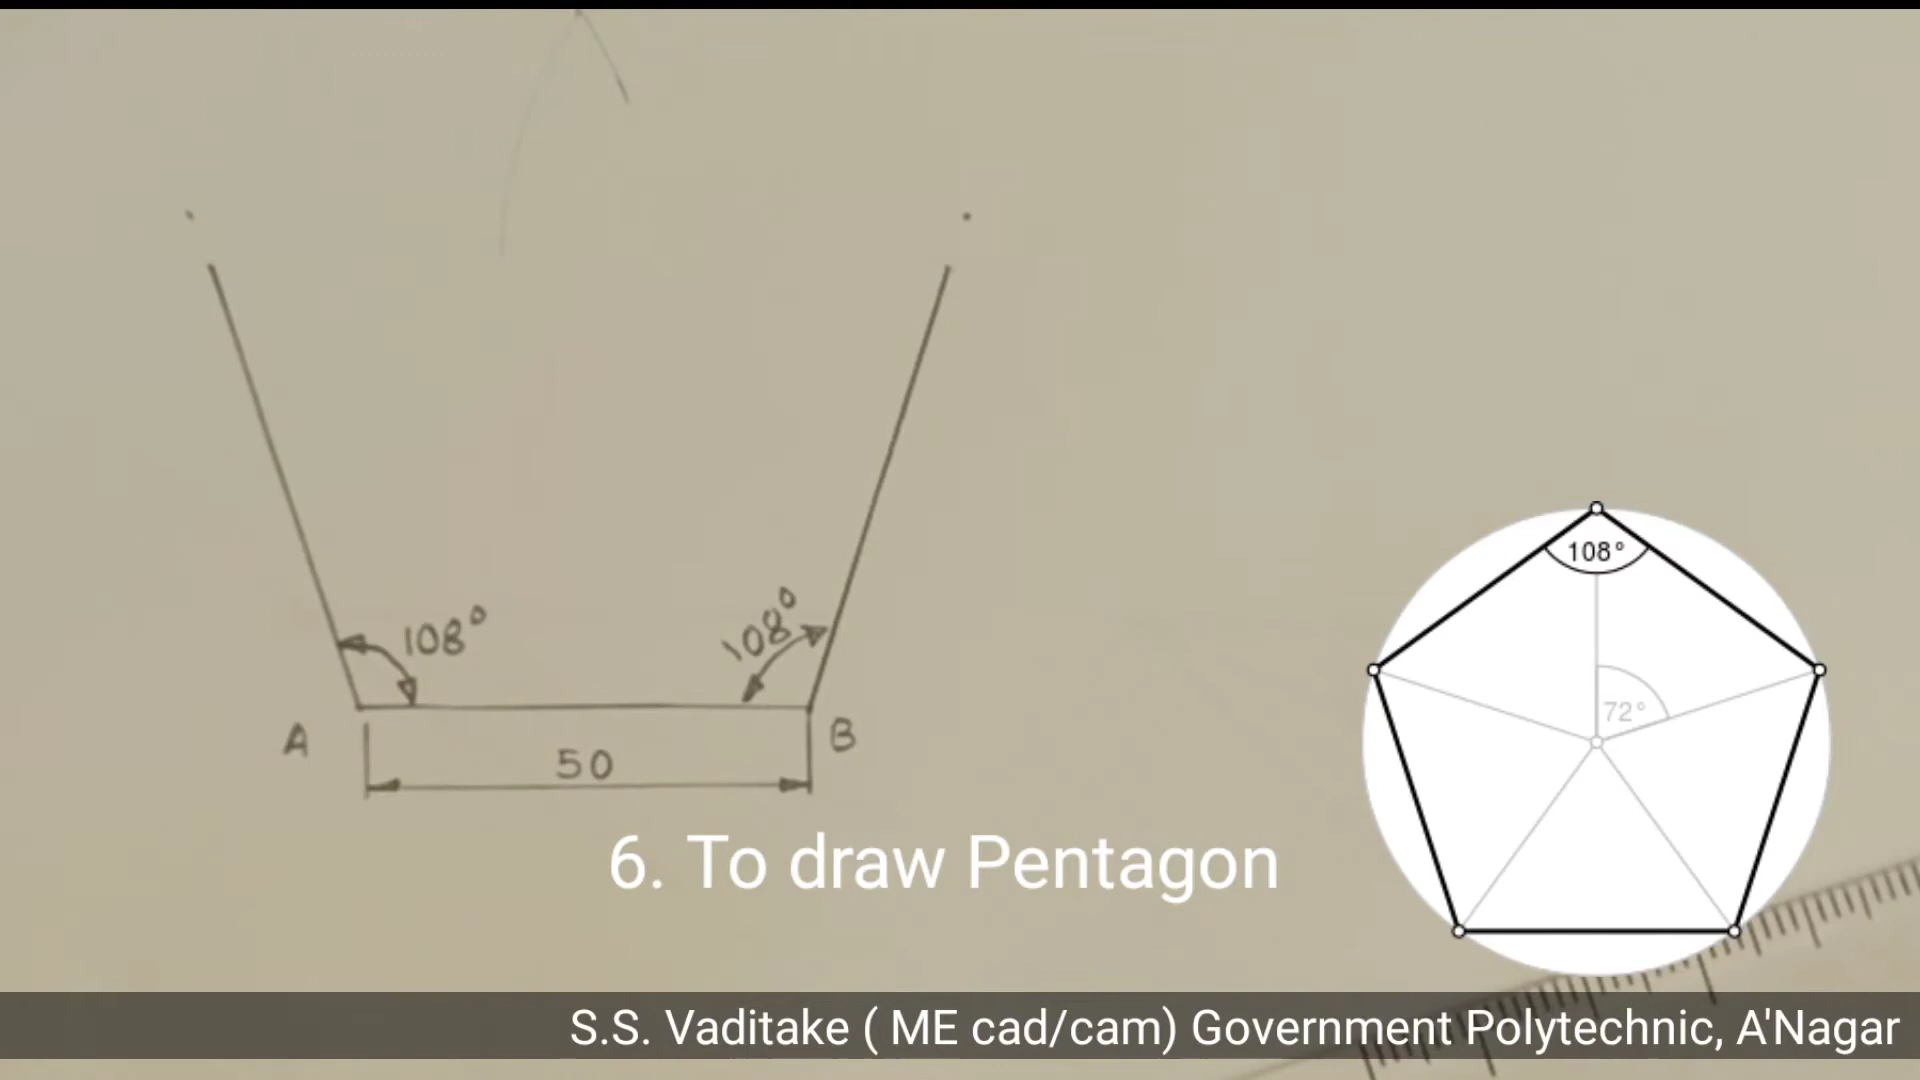 108°
108°
A
B
50
108°
72°
6. To draw Pentagon
S.S. Vaditake ( ME cad/cam) Government Polytechnic, A'Nagar